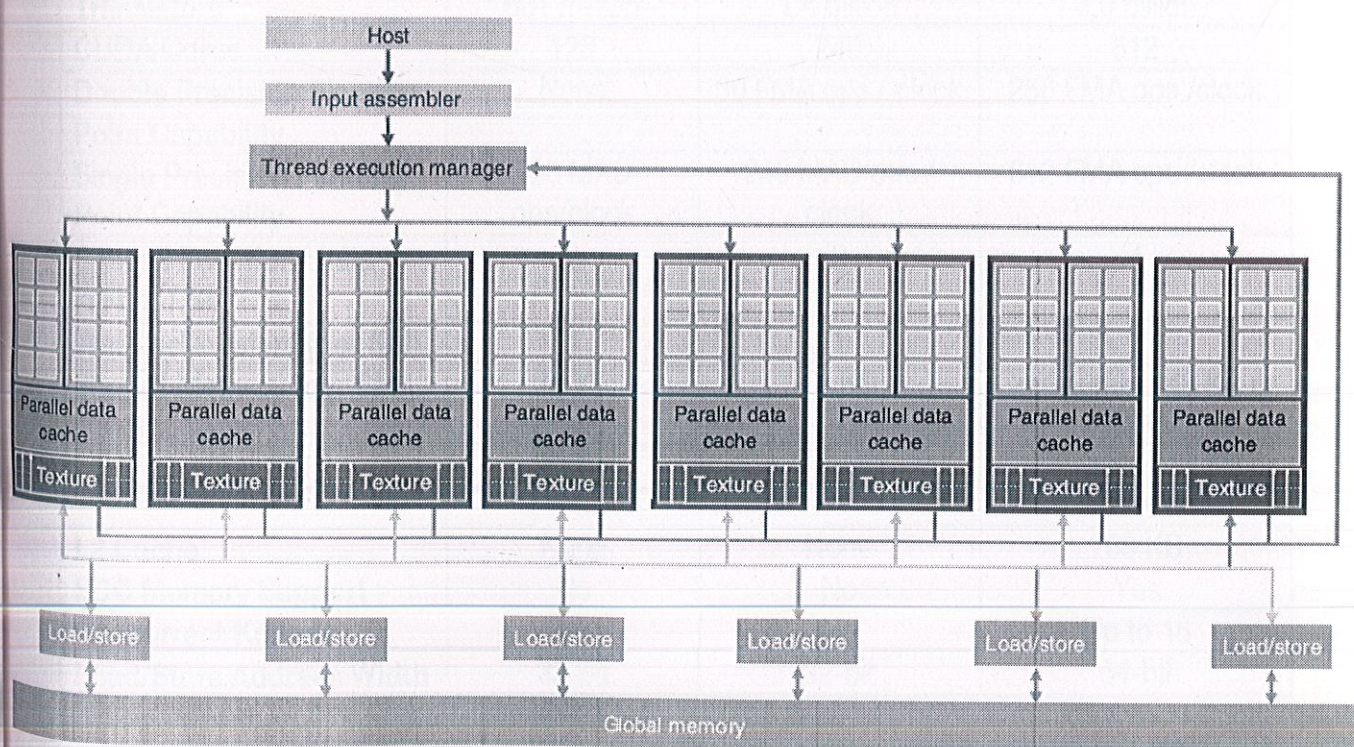 Host
Input assembler
Thread execution manager
Parallel data
cache
Parallel data
cache
Parallel data
cache
Parallel data
cache
Parallel data
cache
Parallel data
cache
Parallel data
cache
Parallel data
cache
Texture
Texture
Texture
Texture
Texture
Texture
Texture
Texture
Load/store
Load/store
Load/store
Load/store
Load/store
Load/store
Global memory